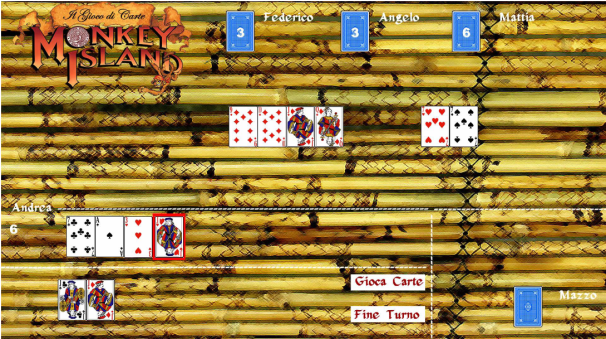 Il Gioco di Carte
MONKEY
ISLAND
3 Federico
3 Angelo
6 Mattia
Andrea
6
Gioca Carte
Fine Turno
Mazzo